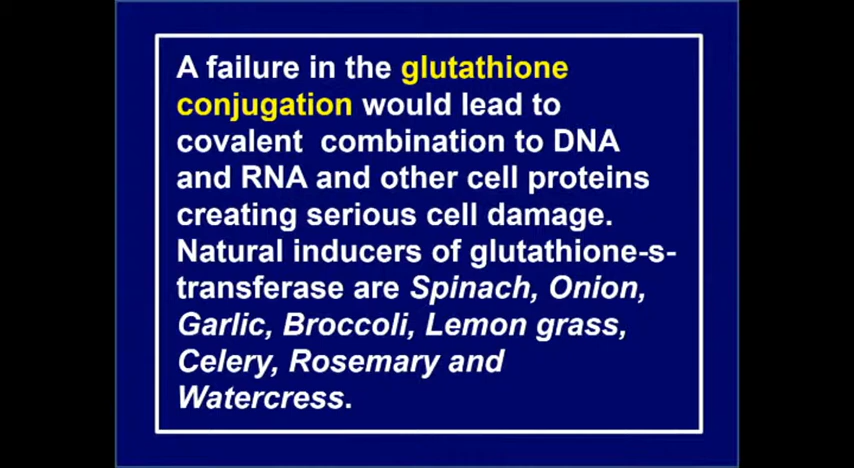 A failure in the glutathione
conjugation would lead to
covalent combination to DNA
and RNA and other cell proteins
creating serious cell damage.
Natural inducers of glutathione-s-
transferase are Spinach, Onion,
Garlic, Broccoli, Lemon grass,
Celery, Rosemary and
Watercress.